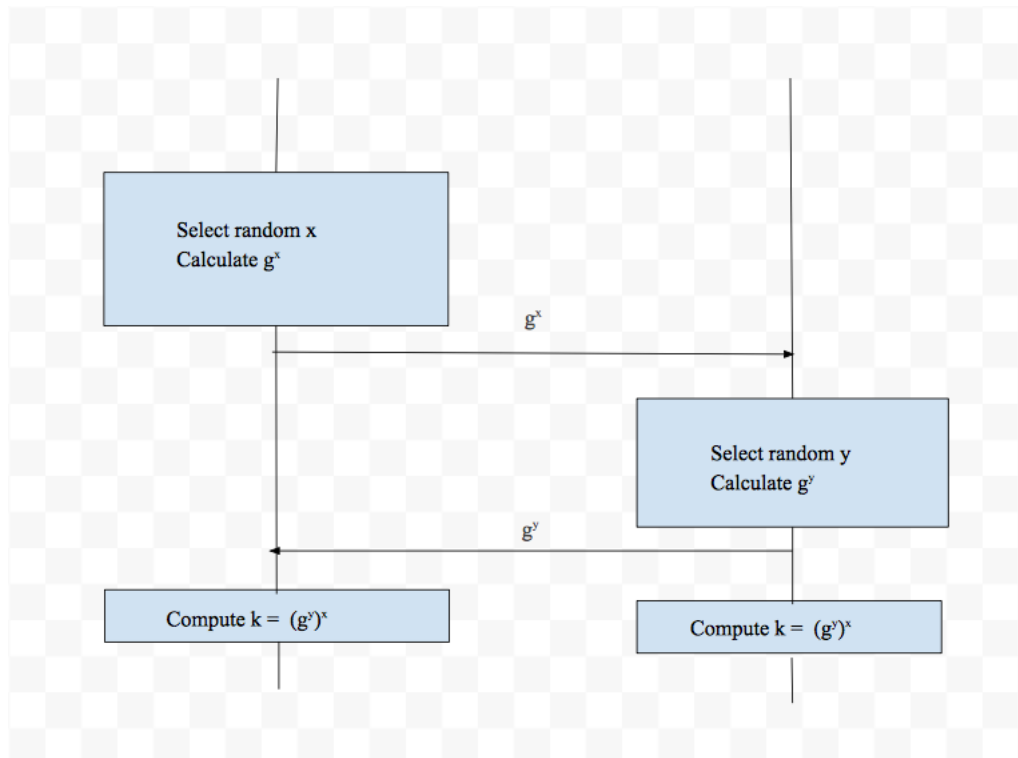 Select random x
Calculate gˣ
gˣ
Select random y
Calculate gʸ
gʸ
Compute k = (gʸ)ˣ
Compute k = (gʸ)ˣ